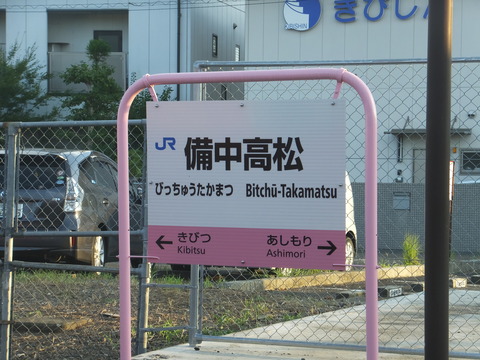 きびしん
KIBISHIN
JR
備中高松
びっちゅうたかまつ Bitchū-Takamatsu
← きびつ あしもり →
Kibitsu Ashimori